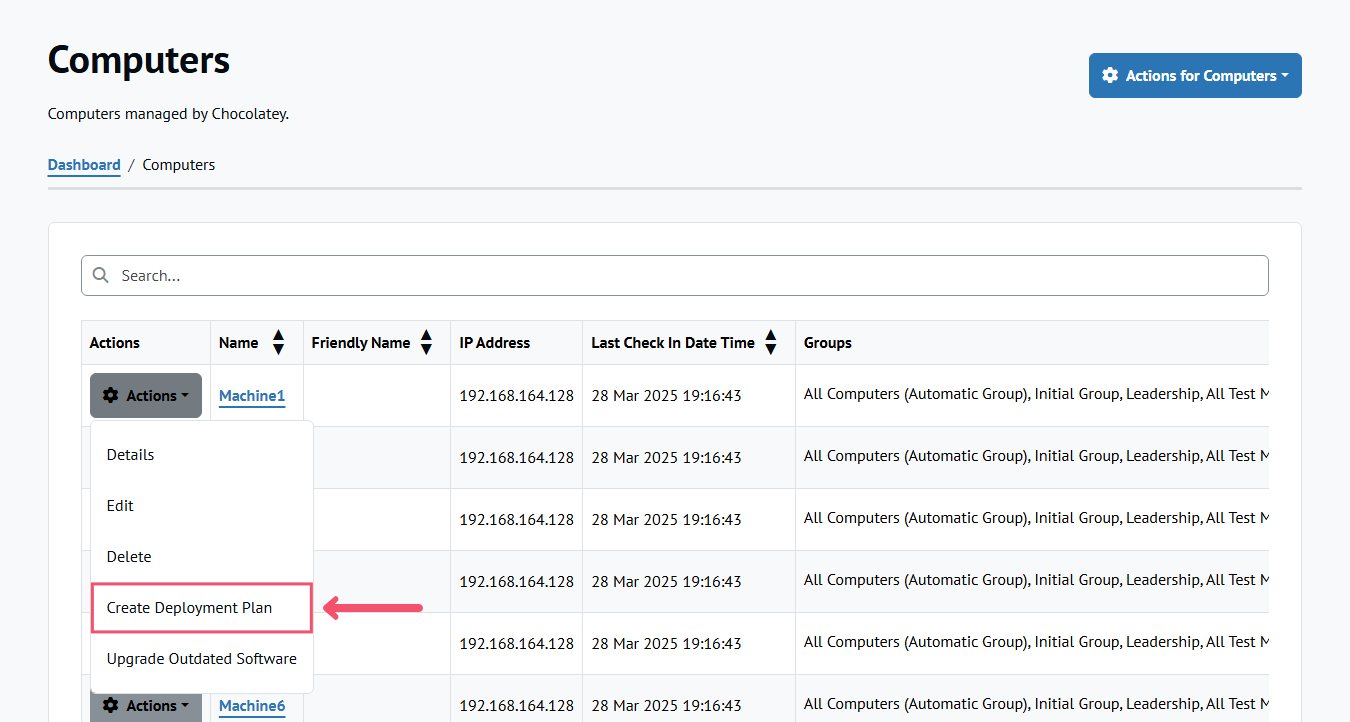 Computers
Actions for Computers
Computers managed by Chocolatey.
Dashboard / Computers
Search...
Actions Name Friendly Name IP Address Last Check In Date Time Groups
Actions Machine1 192.168.164.128 28 Mar 2025 19:16:43 All Computers (Automatic Group), Initial Group, Leadership, All Test
Details
192.168.164.128 28 Mar 2025 19:16:43 All Computers (Automatic Group), Initial Group, Leadership, All Test
Edit
192.168.164.128 28 Mar 2025 19:16:43 All Computers (Automatic Group), Initial Group, Leadership, All Test
Delete
192.168.164.128 28 Mar 2025 19:16:43 All Computers (Automatic Group), Initial Group, Leadership, All Test
Create Deployment Plan
192.168.164.128 28 Mar 2025 19:16:43 All Computers (Automatic Group), Initial Group, Leadership, All Test
Upgrade Outdated Software
Actions Machine6 192.168.164.128 28 Mar 2025 19:16:43 All Computers (Automatic Group), Initial Group, Leadership, All Test